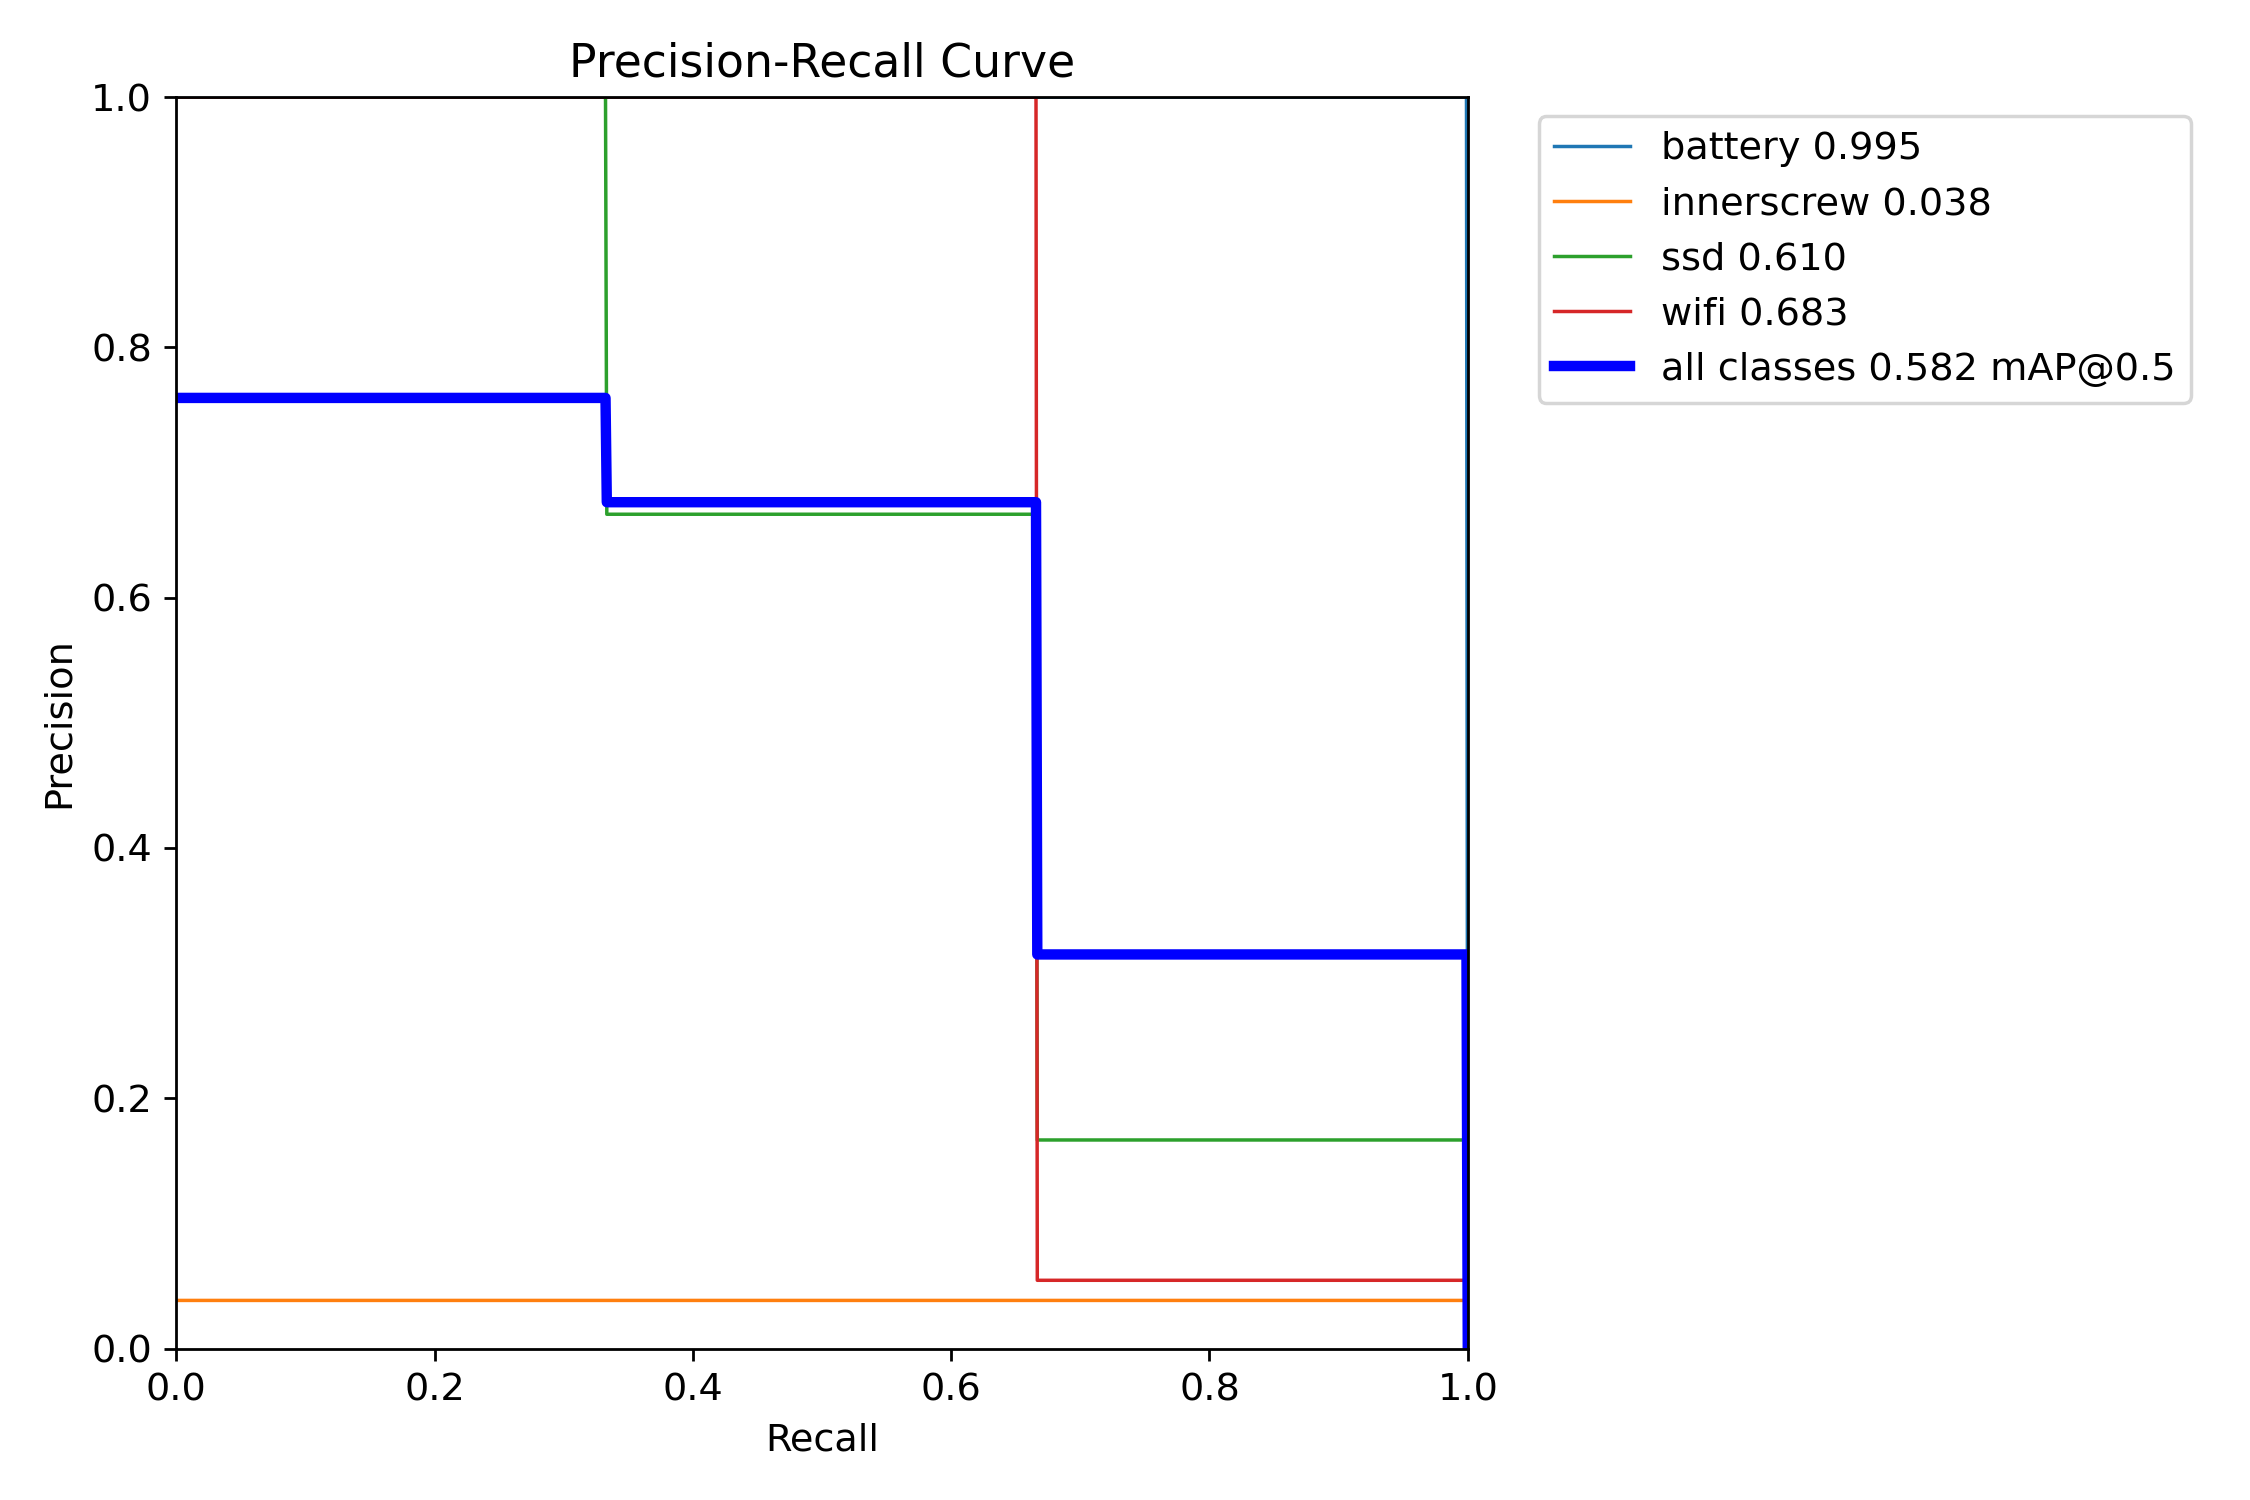 Precision-Recall Curve
1.0
0.8
0.6
0.4
0.2
0.0
Precision
0.0 0.2 0.4 0.6 0.8 1.0
Recall
battery 0.995
innerscrew 0.038
ssd 0.610
wifi 0.683
all classes 0.582 mAP@0.5